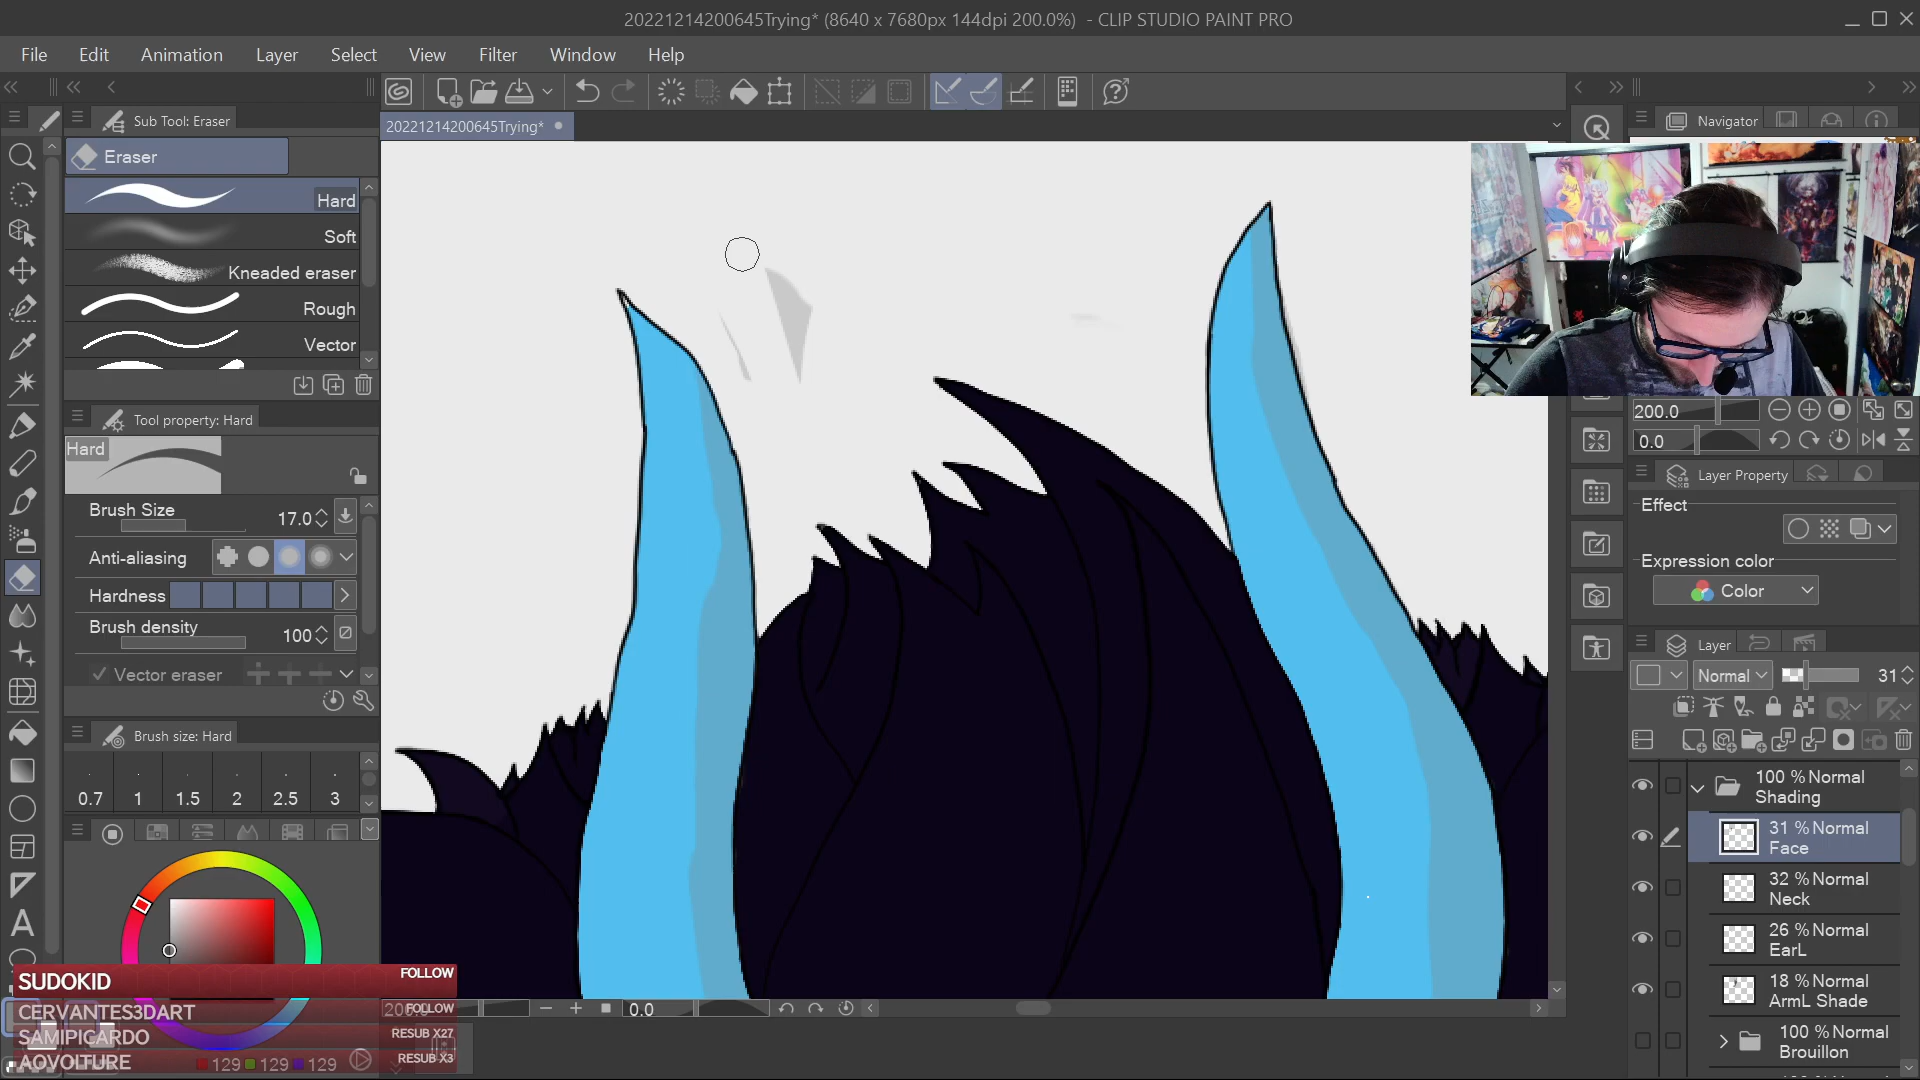 20221214200645Trying* (8640 x 7680px 144dpi 200.0%) - CLIP STUDIO PAINT PRO
File Edit Animation Layer Select View Filter Window Help
Sub Tool: Eraser
20221214200645Trying*
Navigator
Eraser
Hard
Soft
Kneaded eraser
Rough
Vector
Tool property: Hard
Hard
Brush Size 17.0
Anti-aliasing
Hardness
Brush density 100
Vector eraser
Brush size: Hard
0.7 1 1.5 2 2.5 3
200.0
0.0
Layer Property
Effect
Expression color
Color
Layer
Normal 31
100 %Normal
Shading
31 %Normal
Face
32 %Normal
Neck
26 %Normal
EarL
18 %Normal
ArmL Shade
100 %Normal
Brouillon
SUDOKID FOLLOW
CERVANTES3DART FOLLOW
SAMIPICARDO RESUB X27
AOVOLTURE RESUB X3
0.0
129 129 129